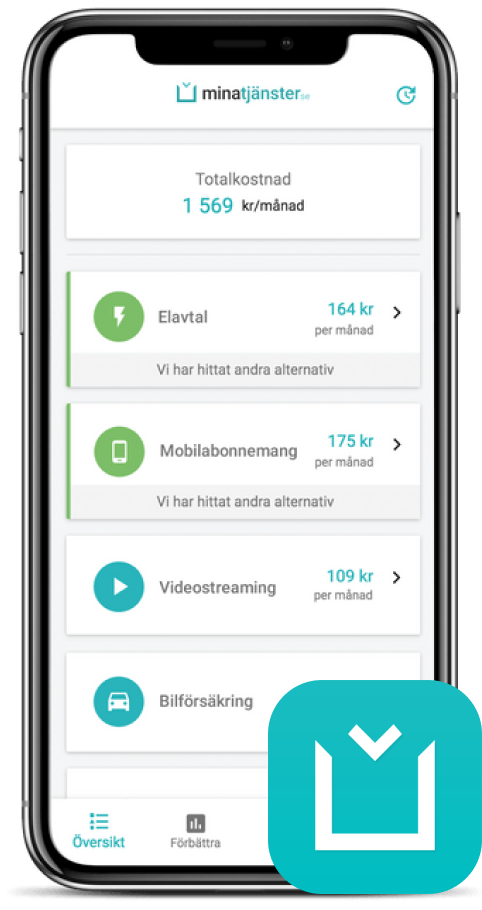 minatjänster.se
Totalkostnad
1 569 kr/månad
Elavtal
164 kr
per månad
Vi har hittat andra alternativ
Mobilabonnemang
175 kr
per månad
Vi har hittat andra alternativ
Videostreaming
109 kr
per månad
Bilförsäkring
Översikt
Förbättra